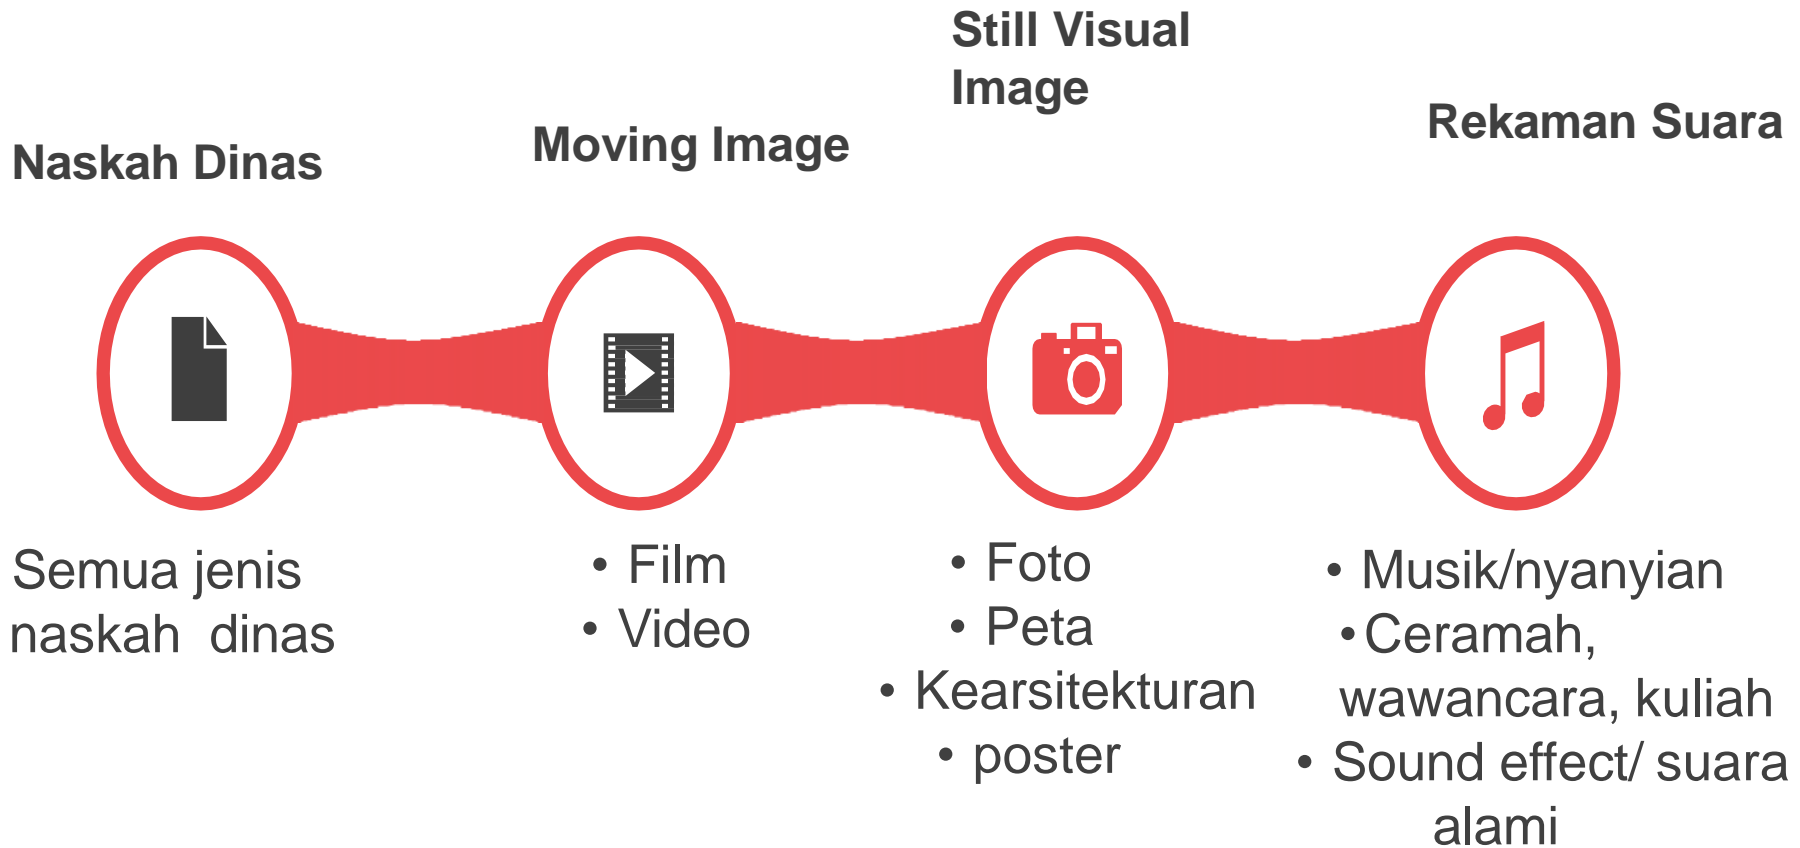 Naskah Dinas
Semua jenis
naskah dinas
Moving Image
• Film
• Video
Still Visual
Image
• Foto
• Peta
• Kearsitekturan
• poster
Rekaman Suara
• Musik/nyanyian
• Ceramah,
wawancara, kuliah
• Sound effect/ suara
alami